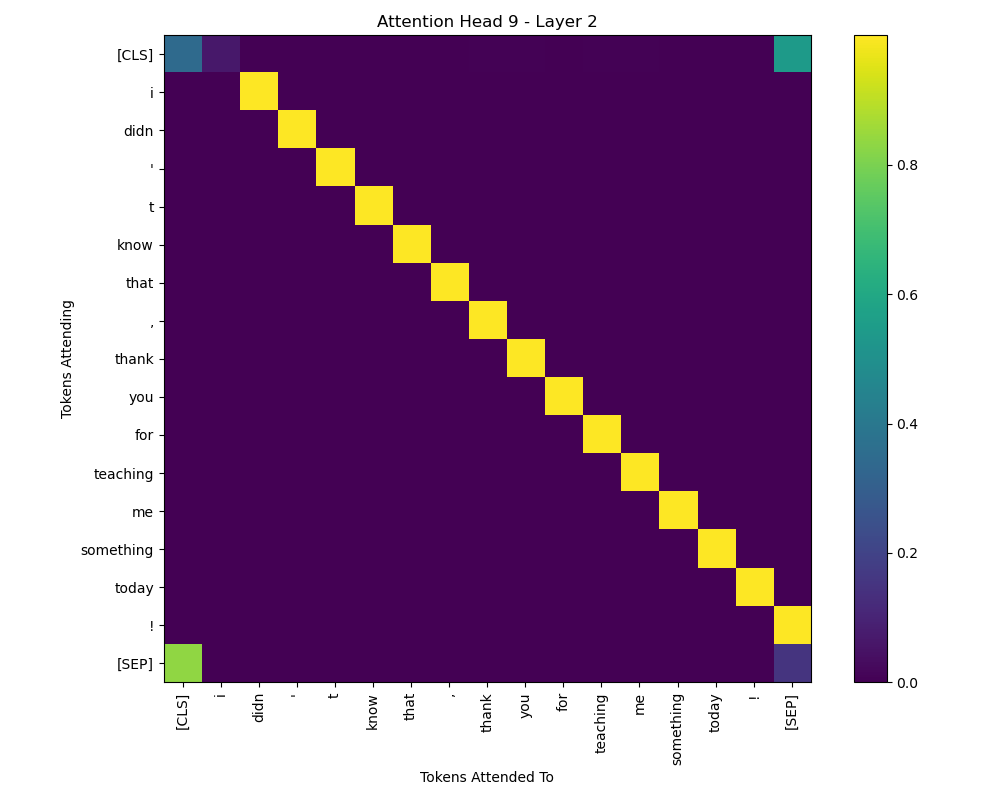 Attention Head 9 - Layer 2
[CLS]
i
didn
'
t
know
that
,
thank
you
for
teaching
me
something
today
!
[SEP]
Tokens Attending
[CLS]
i
didn
'
t
know
that
,
thank
you
for
teaching
me
something
today
!
[SEP]
Tokens Attended To
0.8
0.6
0.4
0.2
0.0